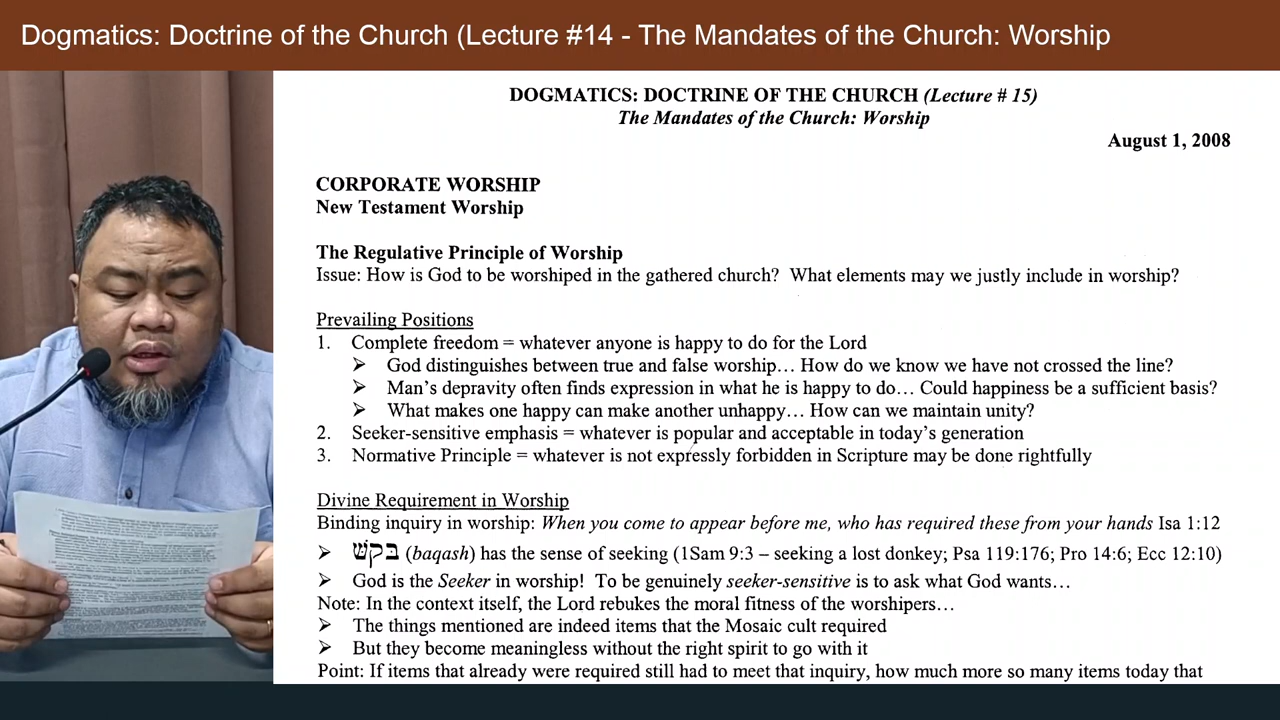 Dogmatics: Doctrine of the Church (Lecture #14 - The Mandates of the Church: Worship
DOGMATICS: DOCTRINE OF THE CHURCH (Lecture # 15)
The Mandates of the Church: Worship
August 1, 2008
CORPORATE WORSHIP
New Testament Worship
The Regulative Principle of Worship
Issue: How is God to be worshiped in the gathered church? What elements may we justly include in worship?
Prevailing Positions
1. Complete freedom = whatever anyone is happy to do for the Lord
➢ God distinguishes between true and false worship… How do we know we have not crossed the line?
➢ Man's depravity often finds expression in what he is happy to do… Could happiness be a sufficient basis?
➢ What makes one happy can make another unhappy… How can we maintain unity?
2. Seeker-sensitive emphasis = whatever is popular and acceptable in today's generation
3. Normative Principle = whatever is not expressly forbidden in Scripture may be done rightfully
Divine Requirement in Worship
Binding inquiry in worship: When you come to appear before me, who has required these from your hands Isa 1:12
➢ בּקשׁ (baqash) has the sense of seeking (1Sam 9:3 – seeking a lost donkey; Psa 119:176; Pro 14:6; Ecc 12:10)
➢ God is the Seeker in worship! To be genuinely seeker-sensitive is to ask what God wants…
Note: In the context itself, the Lord rebukes the moral fitness of the worshipers…
➢ The things mentioned are indeed items that the Mosaic cult required
➢ But they become meaningless without the right spirit to go with it
Point: If items that already were required still had to meet that inquiry, how much more so many items today that